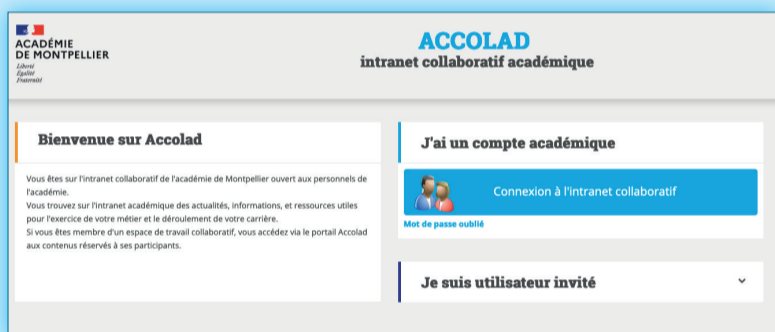 ACADÉMIE
DE MONTPELLIER
Liberté
Égalité
Fraternité
ACCOLAD
intranet collaboratif académique
Bienvenue sur Accolad
Vous êtes sur l'intranet collaboratif de l'académie de Montpellier ouvert aux personnels de
l'académie.
Vous trouvez sur l'intranet académique des actualités, informations, et ressources utiles
pour l'exercice de votre métier et le déroulement de votre carrière.
Si vous êtes membre d'un espace de travail collaboratif, vous accédez via le portail Accolad
aux contenus réservés à ses participants.
J'ai un compte académique
Connexion à l'intranet collaboratif
Mot de passe oublié
Je suis utilisateur invité